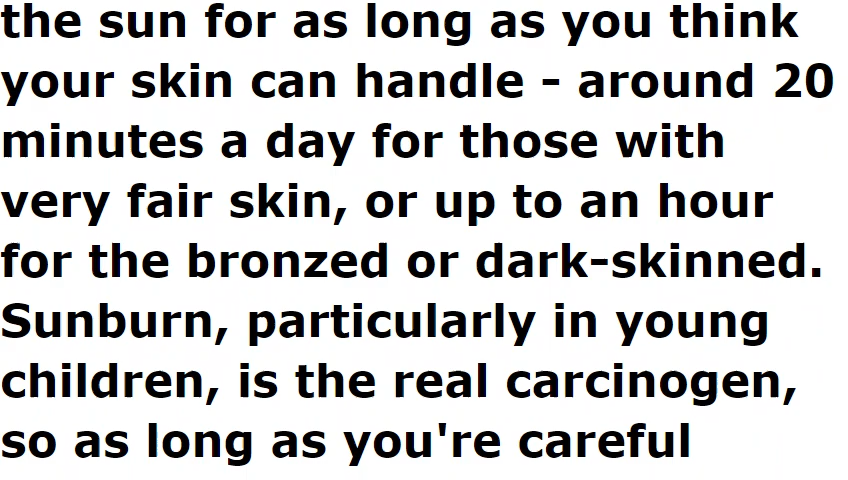 the sun for as long as you think
your skin can handle - around 20
minutes a day for those with
very fair skin, or up to an hour
for the bronzed or dark-skinned.
Sunburn, particularly in young
children, is the real carcinogen,
so as long as you're careful